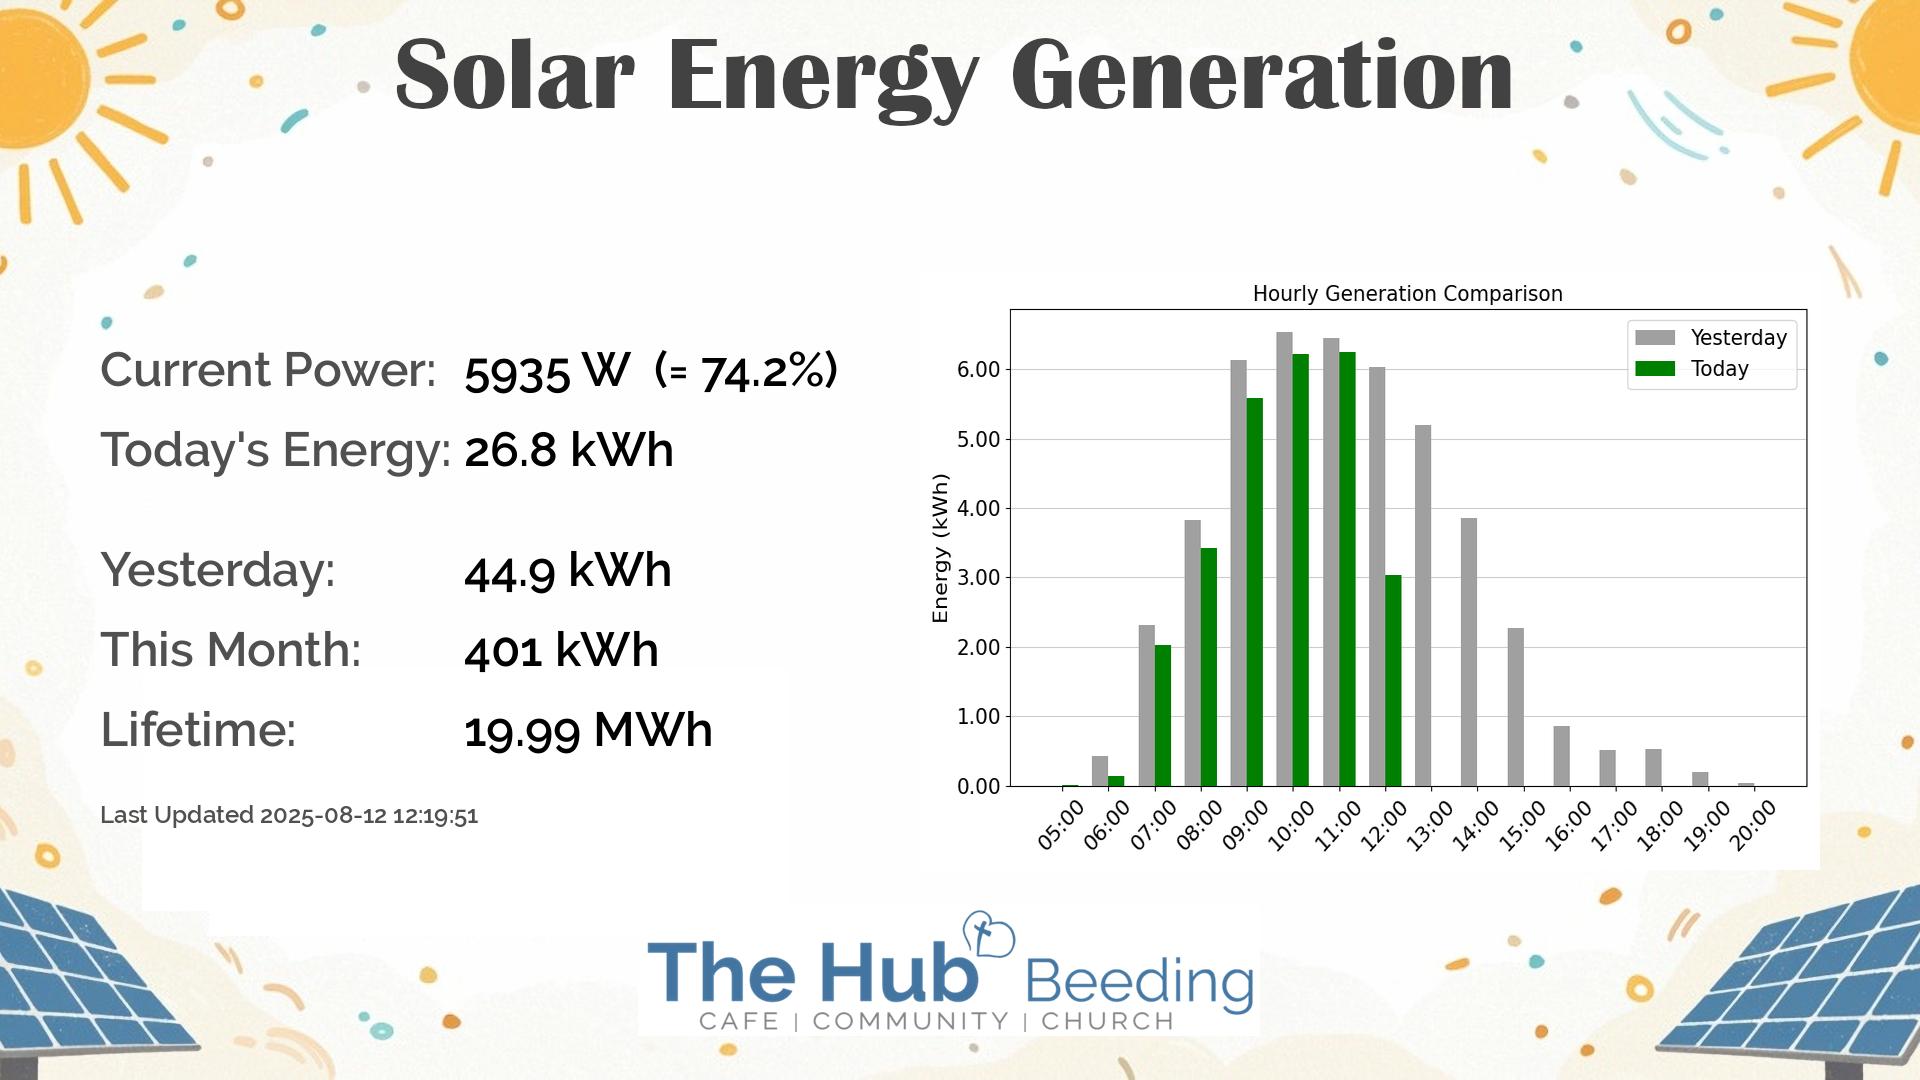 Solar Energy Generation
Current Power: 5935 W (= 74.2%)
Today's Energy: 26.8 kWh
Yesterday: 44.9 kWh
This Month: 401 kWh
Lifetime: 19.99 MWh
Last Updated 2025-08-12 12:19:51
Hourly Generation Comparison
Yesterday
Today
Energy (kWh)
6.00
5.00
4.00
3.00
2.00
1.00
0.00
05:00 06:00 07:00 08:00 09:00 10:00 11:00 12:00 13:00 14:00 15:00 16:00 17:00 18:00 19:00 20:00
The Hub Beeding
CAFE | COMMUNITY | CHURCH